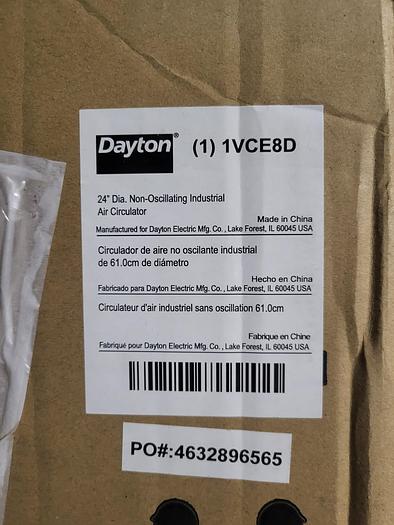 Dayton® (1) 1VCE8D
24" Dia. Non-Oscillating Industrial
Air Circulator
Made in China
Manufactured for Dayton Electric Mfg. Co. , Lake Forest, IL 60045 USA
Circulador de aire no oscilante industrial
de 61.0cm de diámetro
Hecho en China
Fabricado para Dayton Electric Mfg. Co. , Lake Forest, IL 60045 USA
Circulateur d'air industriel sans oscillation 61.0cm
Fabrique en Chine
Fabriqué pour Dayton Electric Mfg. Co. , Lake Forest, IL 60045 USA
PO#:4632896565